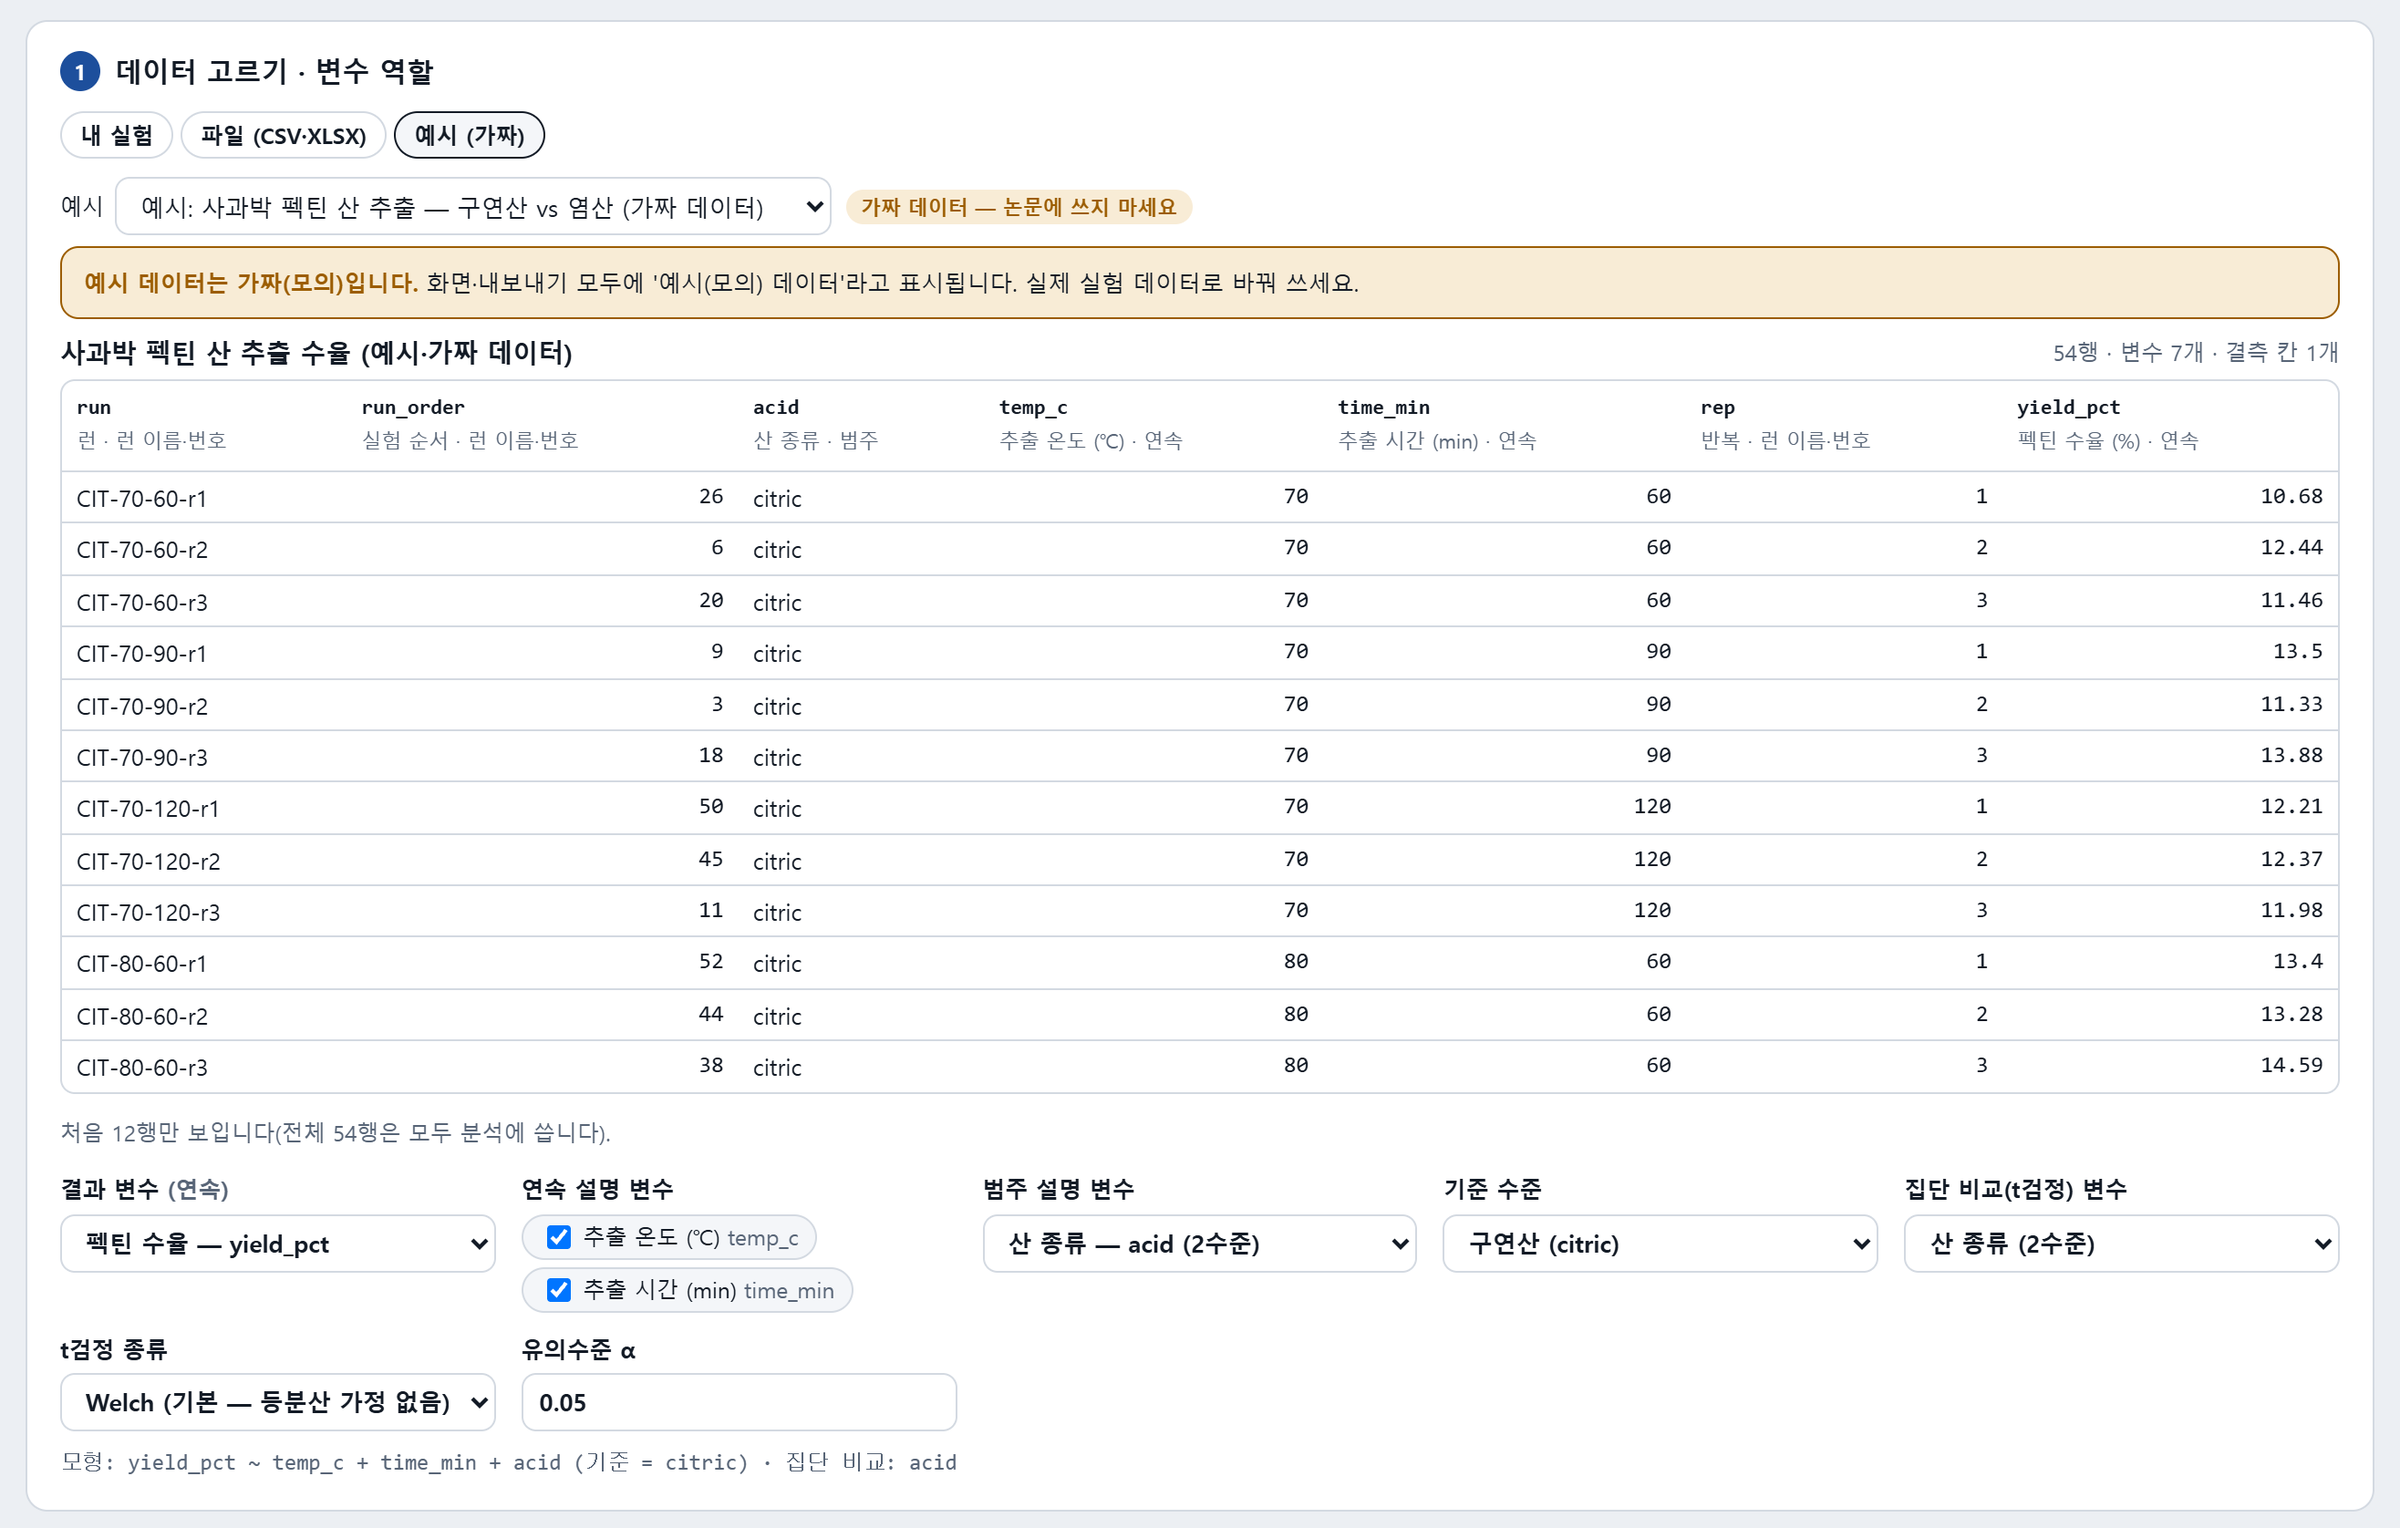 1 데이터 고르기 · 변수 역할
내 실험 파일 (CSV·XLSX) 예시 (가짜)
예시 예시: 사과박 펙틴 산 추출 — 구연산 vs 염산 (가짜 데이터) 가짜 데이터 — 논문에 쓰지 마세요
예시 데이터는 가짜(모의)입니다. 화면·내보내기 모두에 '예시(모의) 데이터'라고 표시됩니다. 실제 실험 데이터로 바꿔 쓰세요.
사과박 펙틴 산 추출 수율 (예시·가짜 데이터) 54행 · 변수 7개 · 결측 칸 1개
run run_order acid temp_c time_min rep yield_pct
런 · 런 이름·번호 실험 순서 · 런 이름·번호 산 종류 · 범주 추출 온도 (℃) · 연속 추출 시간 (min) · 연속 반복 · 런 이름·번호 펙틴 수율 (%) · 연속
CIT-70-60-r1 26 citric 70 60 1 10.68
CIT-70-60-r2 6 citric 70 60 2 12.44
CIT-70-60-r3 20 citric 70 60 3 11.46
CIT-70-90-r1 9 citric 70 90 1 13.5
CIT-70-90-r2 3 citric 70 90 2 11.33
CIT-70-90-r3 18 citric 70 90 3 13.88
CIT-70-120-r1 50 citric 70 120 1 12.21
CIT-70-120-r2 45 citric 70 120 2 12.37
CIT-70-120-r3 11 citric 70 120 3 11.98
CIT-80-60-r1 52 citric 80 60 1 13.4
CIT-80-60-r2 44 citric 80 60 2 13.28
CIT-80-60-r3 38 citric 80 60 3 14.59
처음 12행만 보입니다(전체 54행은 모두 분석에 씁니다).
결과 변수 (연속) 연속 설명 변수 범주 설명 변수 기준 수준 집단 비교(t검정) 변수
펙틴 수율 — yield_pct 추출 온도 (℃) temp_c 산 종류 — acid (2수준) 구연산 (citric) 산 종류 (2수준)
추출 시간 (min) time_min
t검정 종류 유의수준 α
Welch (기본 — 등분산 가정 없음) 0.05
모형: yield_pct ~ temp_c + time_min + acid (기준 = citric) · 집단 비교: acid